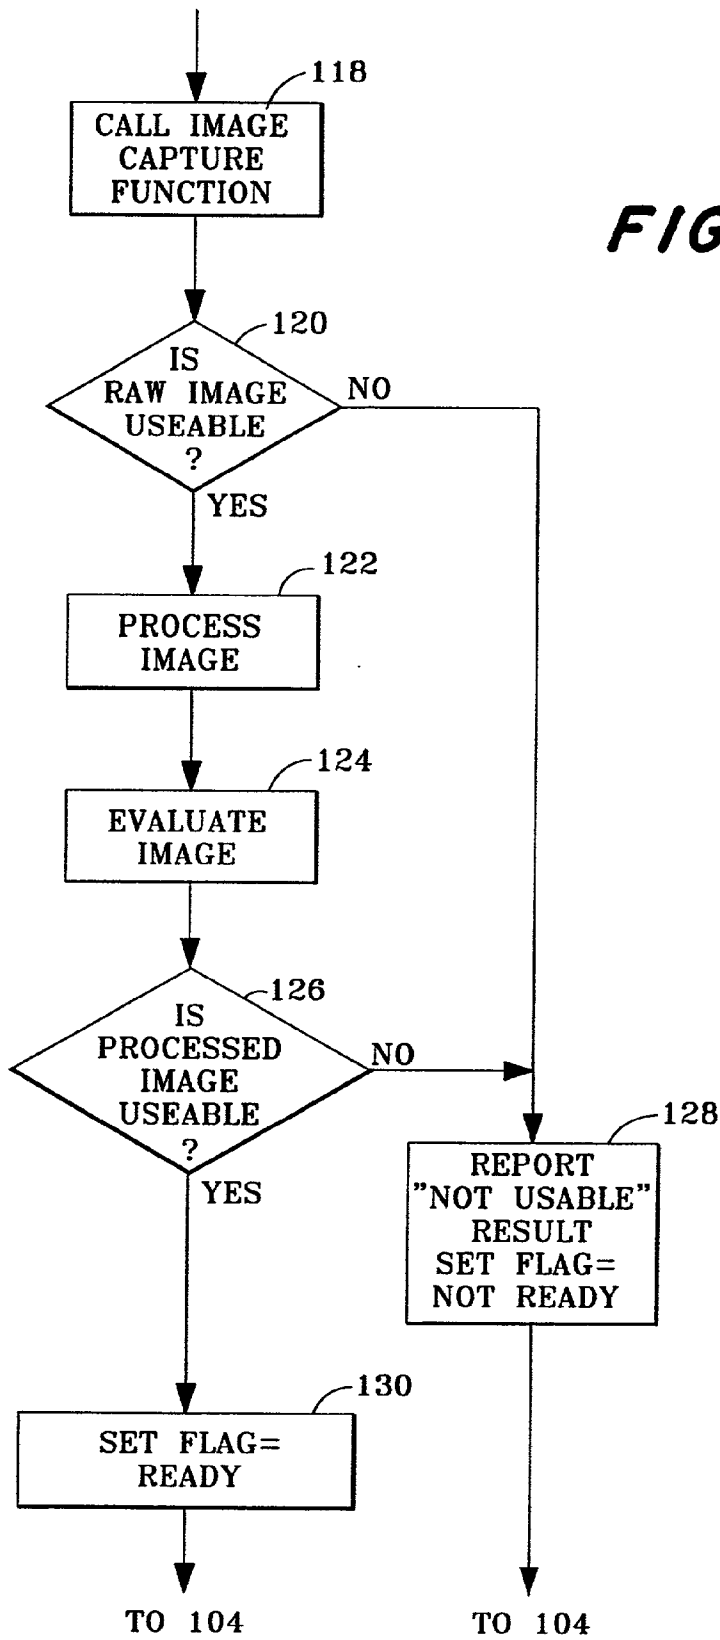 118
CALL IMAGE
CAPTURE
FUNCTION
FIG
120
IS
RAW IMAGE
USEABLE
?
NO
YES
122
PROCESS
IMAGE
124
EVALUATE
IMAGE
126
IS
PROCESSED
IMAGE
USEABLE
?
NO
YES
128
REPORT
"NOT USABLE"
RESULT
SET FLAG=
NOT READY
130
SET FLAG=
READY
TO 104
TO 104